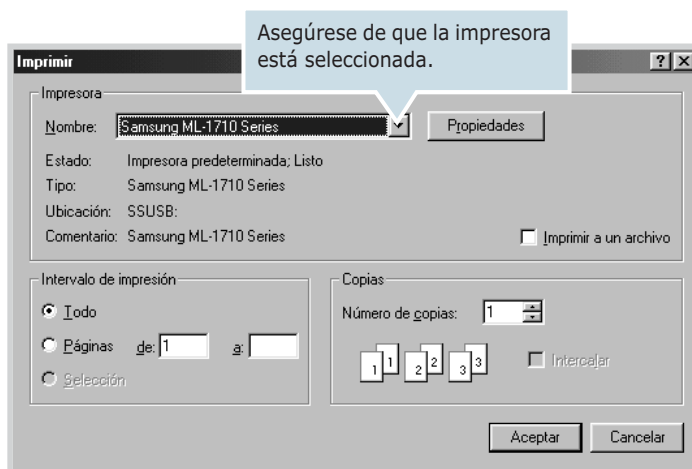 Asegúrese de que la impresora
está seleccionada.
Imprimir
Impresora
Nombre: Samsung ML-1710 Series Propiedades
Estado: Impresora predeterminada; Listo
Tipo: Samsung ML-1710 Series
Ubicación: SSUSB:
Comentario: Samsung ML-1710 Series Imprimir a un archivo
Intervalo de impresión
Todo
Páginas de: 1 a:
Selección
Copias
Número de copias: 1
1 1 2 2 3 3 Intercalar
Aceptar Cancelar